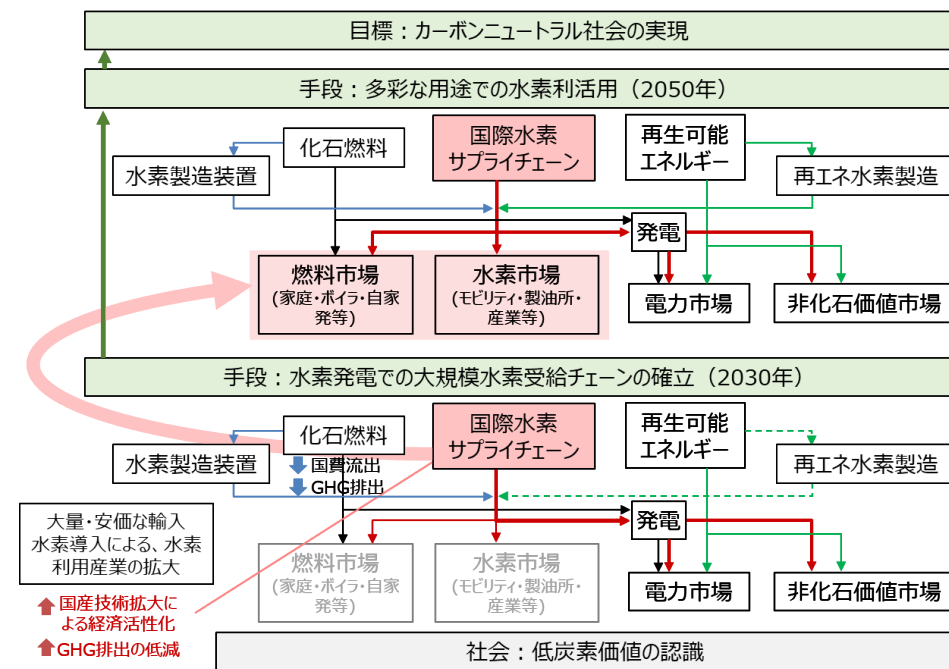 目標：カーボンニュートラル社会の実現
手段：多彩な用途での水素利活用（2050年）
化石燃料
国際水素
サプライチェーン
再生可能
エネルギー
水素製造装置
再エネ水素製造
発電
燃料市場
(家庭・ボイラ・自家
発等)
水素市場
(モビリティ・製油所・
産業等)
電力市場
非化石価値市場
手段：水素発電での大規模水素受給チェーンの確立（2030年）
化石燃料
国際水素
サプライチェーン
再生可能
エネルギー
水素製造装置
国費流出
GHG排出
再エネ水素製造
大量・安価な輸入
水素導入による、水素
利用産業の拡大
発電
燃料市場
(家庭・ボイラ・自家
発等)
水素市場
(モビリティ・製油所・
産業等)
電力市場
非化石価値市場
国産技術拡大に
よる経済活性化
GHG排出の低減
社会：低炭素価値の認識